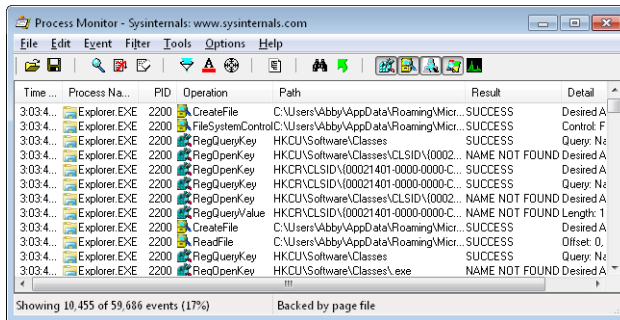 Process Monitor - Sysinternals: www.sysinternals.com
File Edit Event Filter Tools Options Help
Time ... Process Na... PID Operation Path Result Detail
3:03:4... Explorer.EXE 2200 CreateFile C:\Users\Abby\AppData\Roaming\Micr... SUCCESS Desired A
3:03:4... Explorer.EXE 2200 FileSystemControl C:\Users\Abby\AppData\Roaming\Micr... SUCCESS Control: F
3:03:4... Explorer.EXE 2200 RegQueryKey HKCU\Software\Classes SUCCESS Query: Na
3:03:4... Explorer.EXE 2200 RegOpenKey HKCU\Software\Classes\CLSID\{0002... NAME NOT FOUND Desired A
3:03:4... Explorer.EXE 2200 RegOpenKey HKCR\CLSID\{00021401-0000-0000-C... SUCCESS Desired A
3:03:4... Explorer.EXE 2200 RegQueryKey HKCR\CLSID\{00021401-0000-0000-C... SUCCESS Query: Na
3:03:4... Explorer.EXE 2200 RegOpenKey HKCU\Software\Classes\CLSID\{0002... NAME NOT FOUND Desired A
3:03:4... Explorer.EXE 2200 RegQueryValue HKCR\CLSID\{00021401-0000-0000-C... NAME NOT FOUND Length: 1
3:03:4... Explorer.EXE 2200 CreateFile C:\Users\Abby\AppData\Roaming\Micr... SUCCESS Desired A
3:03:4... Explorer.EXE 2200 ReadFile C:\Users\Abby\AppData\Roaming\Micr... SUCCESS Offset: 0,
3:03:4... Explorer.EXE 2200 RegQueryKey HKCU\Software\Classes SUCCESS Query: Na
3:03:4... Explorer.EXE 2200 RegOpenKey HKCU\Software\Classes\.exe NAME NOT FOUND Desired A
Showing 10,455 of 59,686 events (17%) Backed by page file